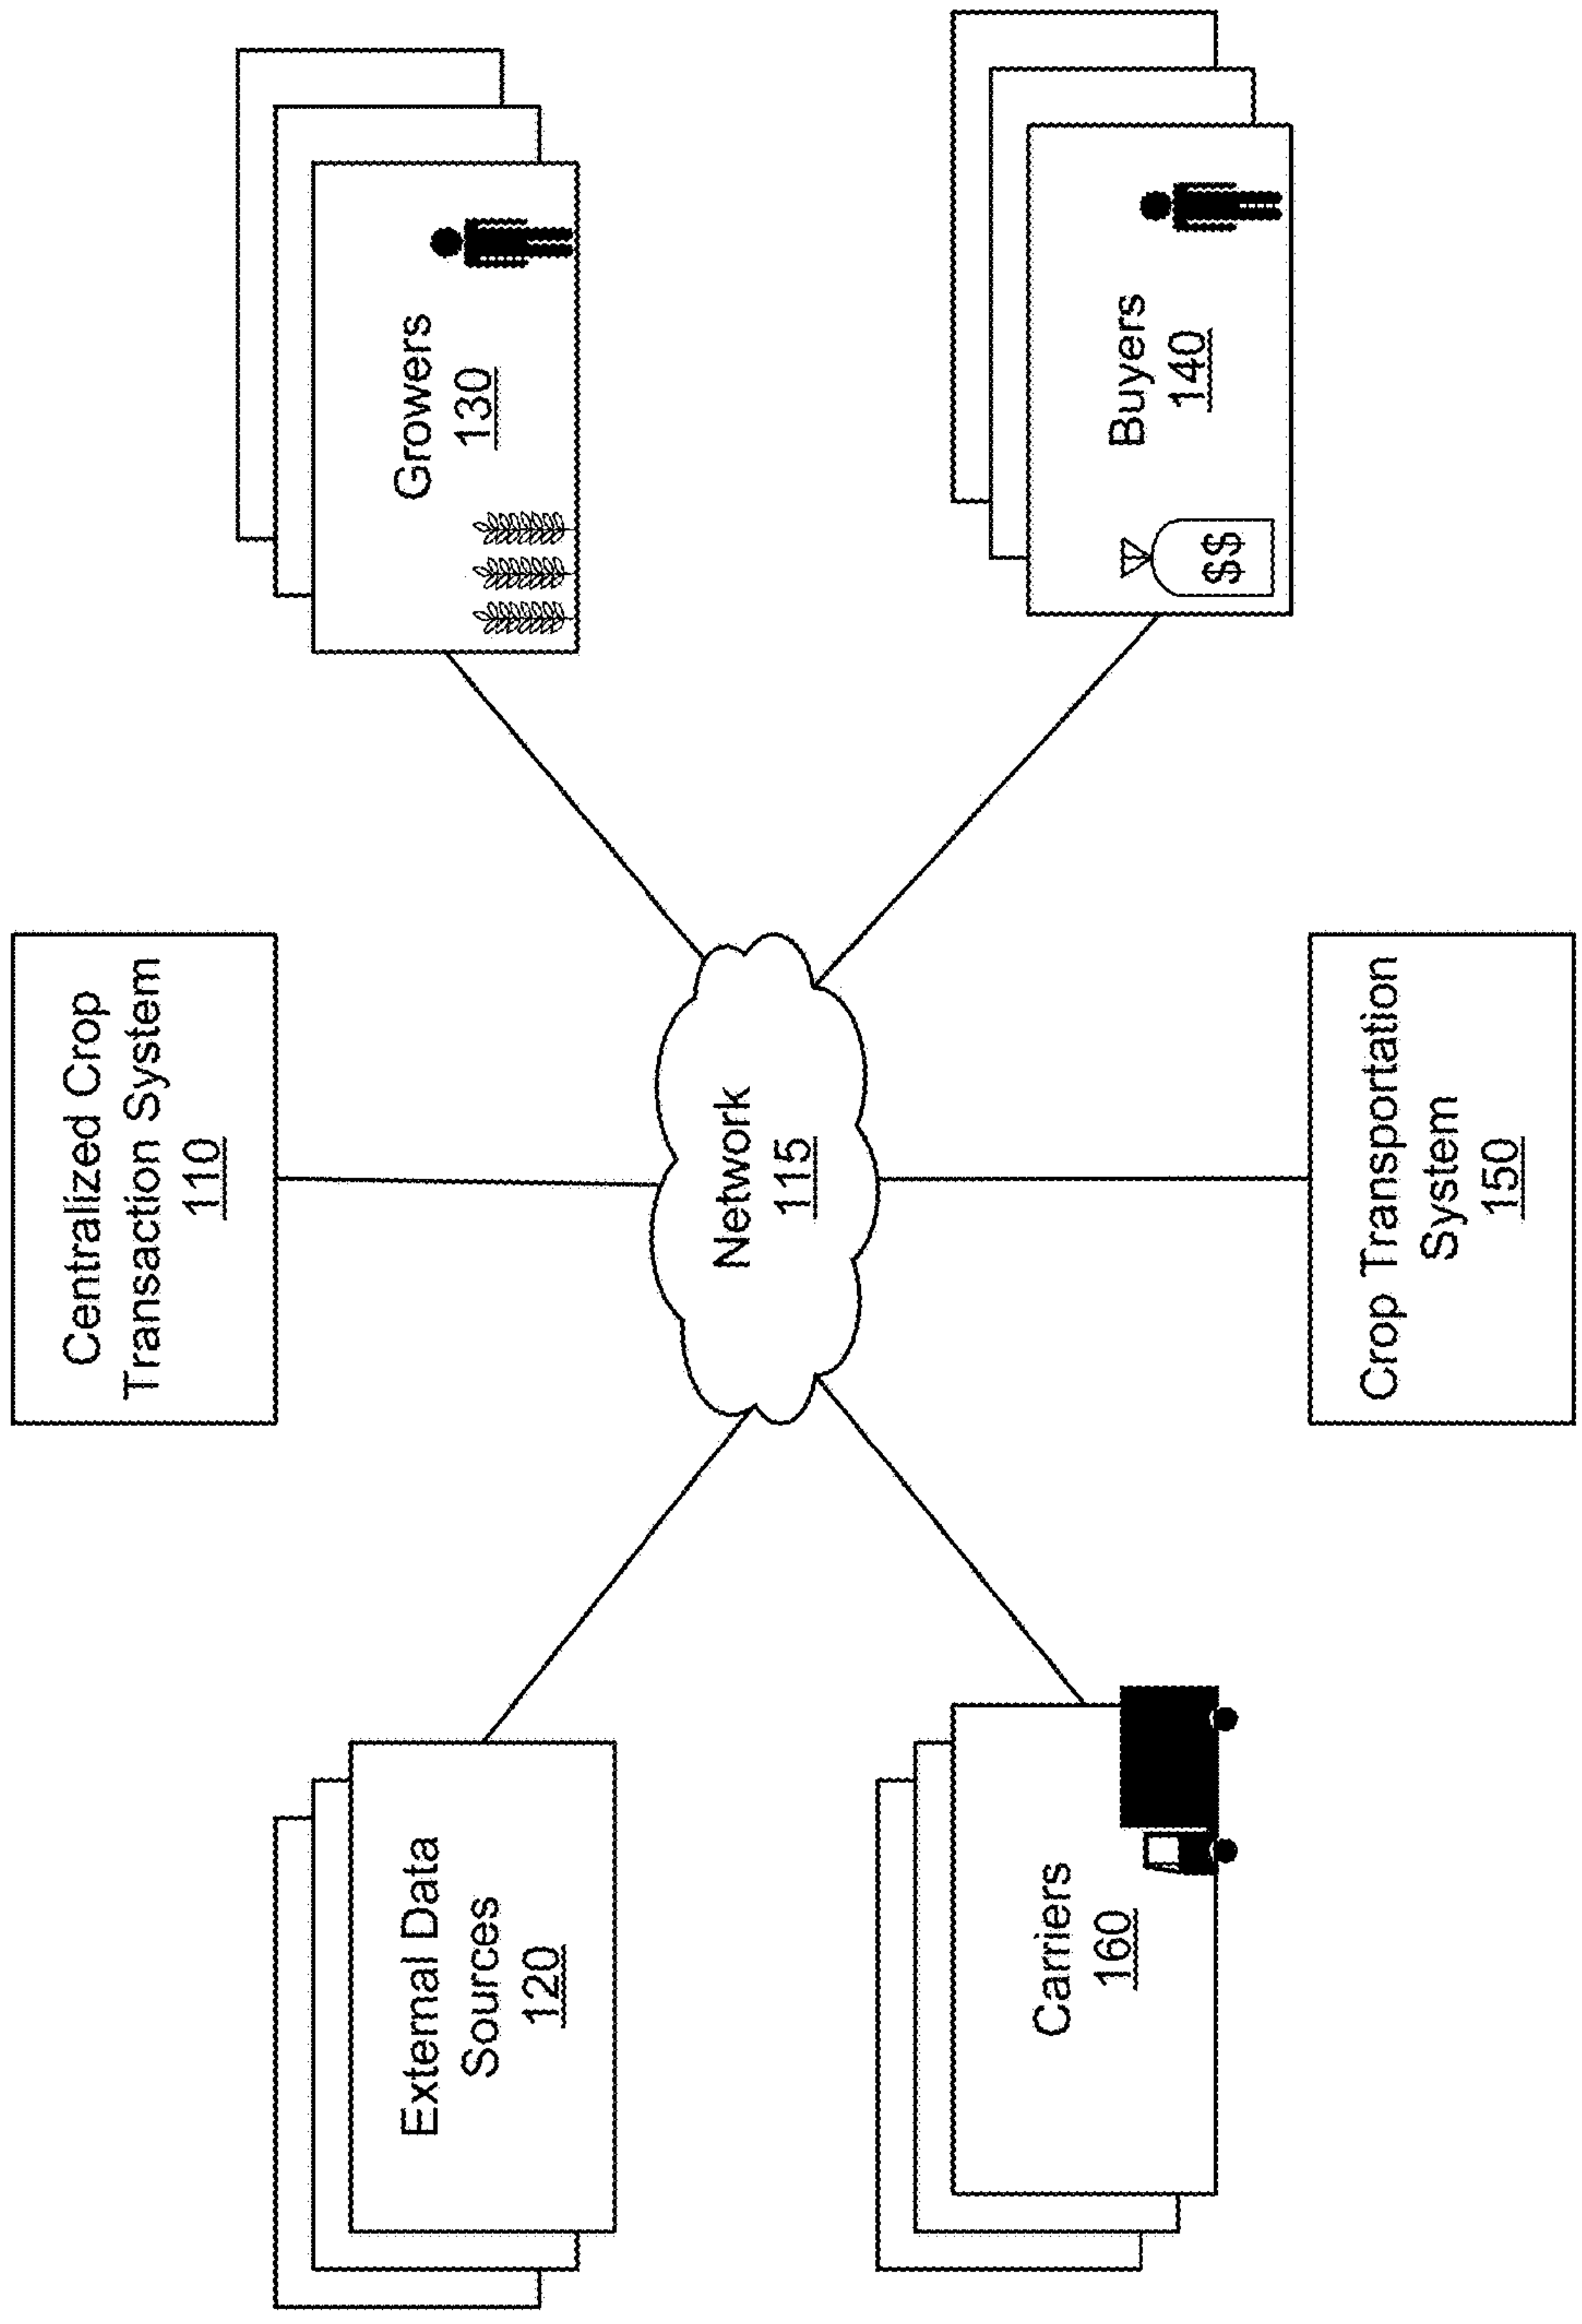 Centralized Crop
Transaction System
110
External Data
Sources
120
Growers
130
Network
115
Carriers
160
Buyers
140
$$
Crop Transportation
System
150